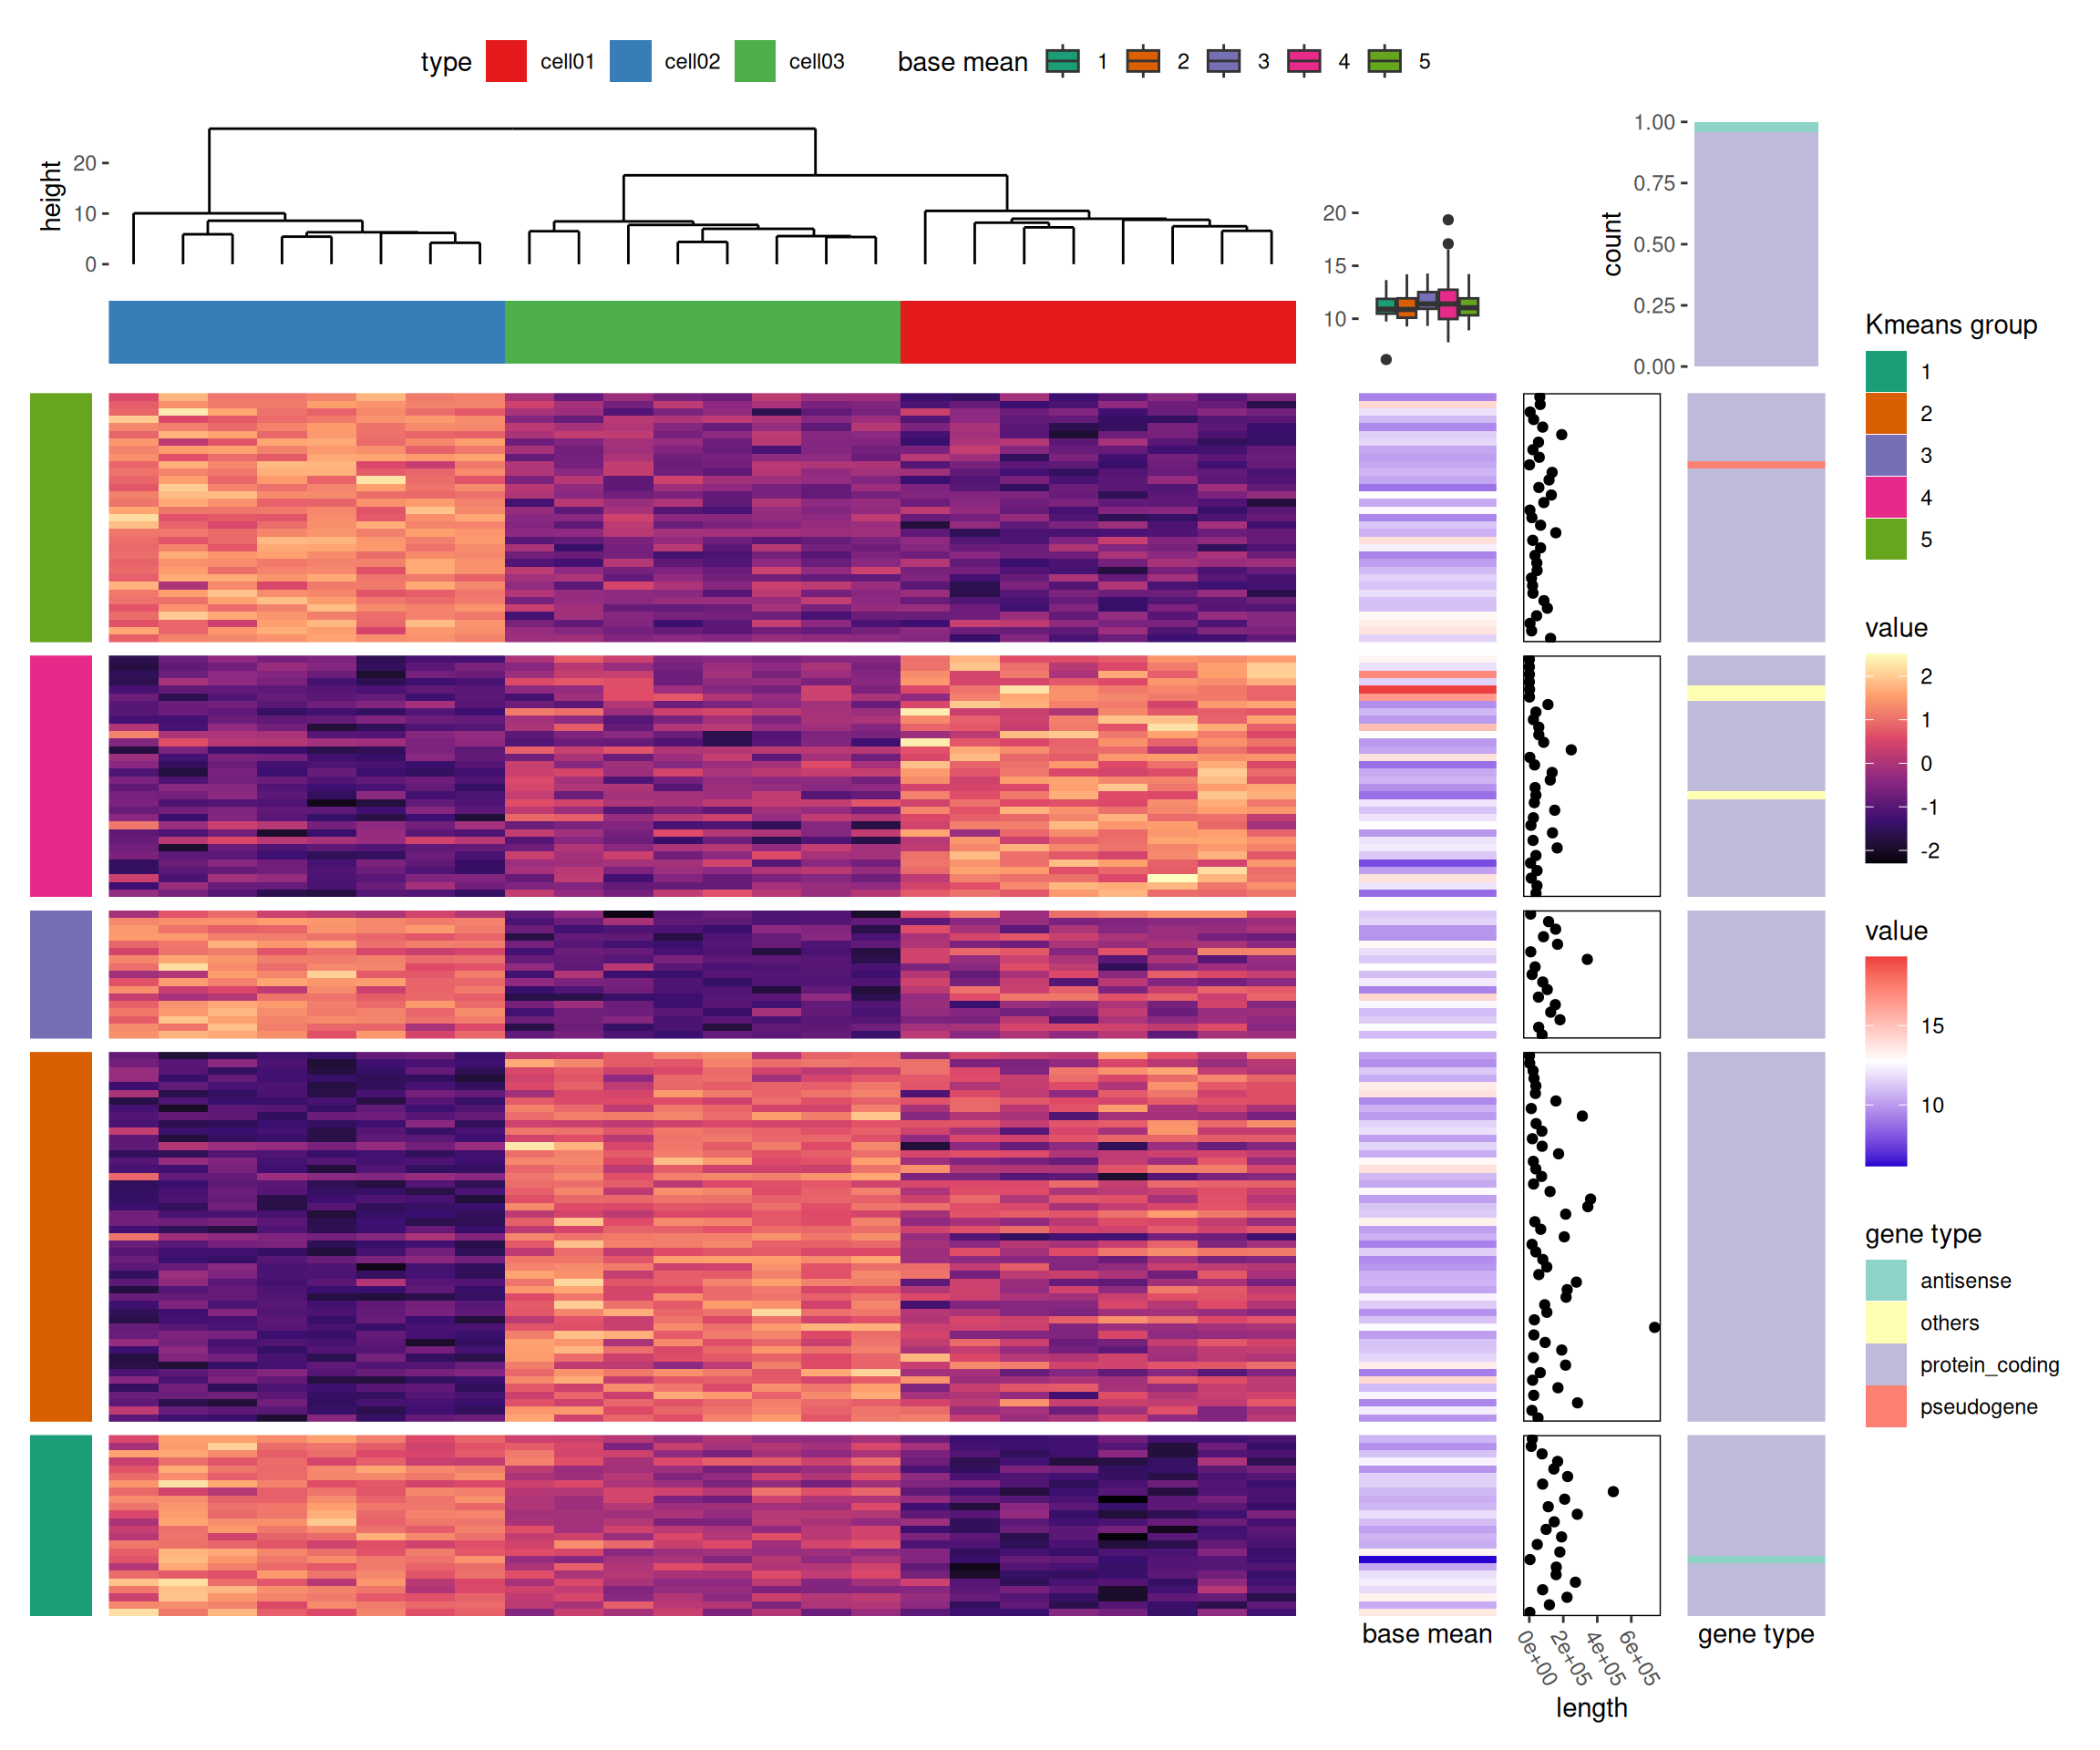 type cell01 cell02 cell03 base mean 1 2 3 4 5
height
20
10
0
20
15
10
count
1.00
0.75
0.50
0.25
0.00
Kmeans group
1
2
3
4
5
value
2
1
0
-1
-2
value
15
10
gene type
antisense
others
protein_coding
pseudogene
base mean
0e+00
2e+05
4e+05
6e+05
length
gene type